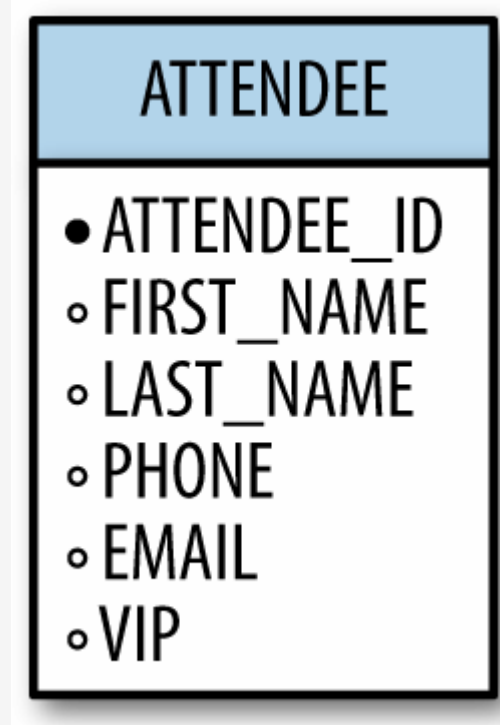 ATTENDEE
ATTENDEE_ID
FIRST_NAME
LAST_NAME
PHONE
EMAIL
VIP